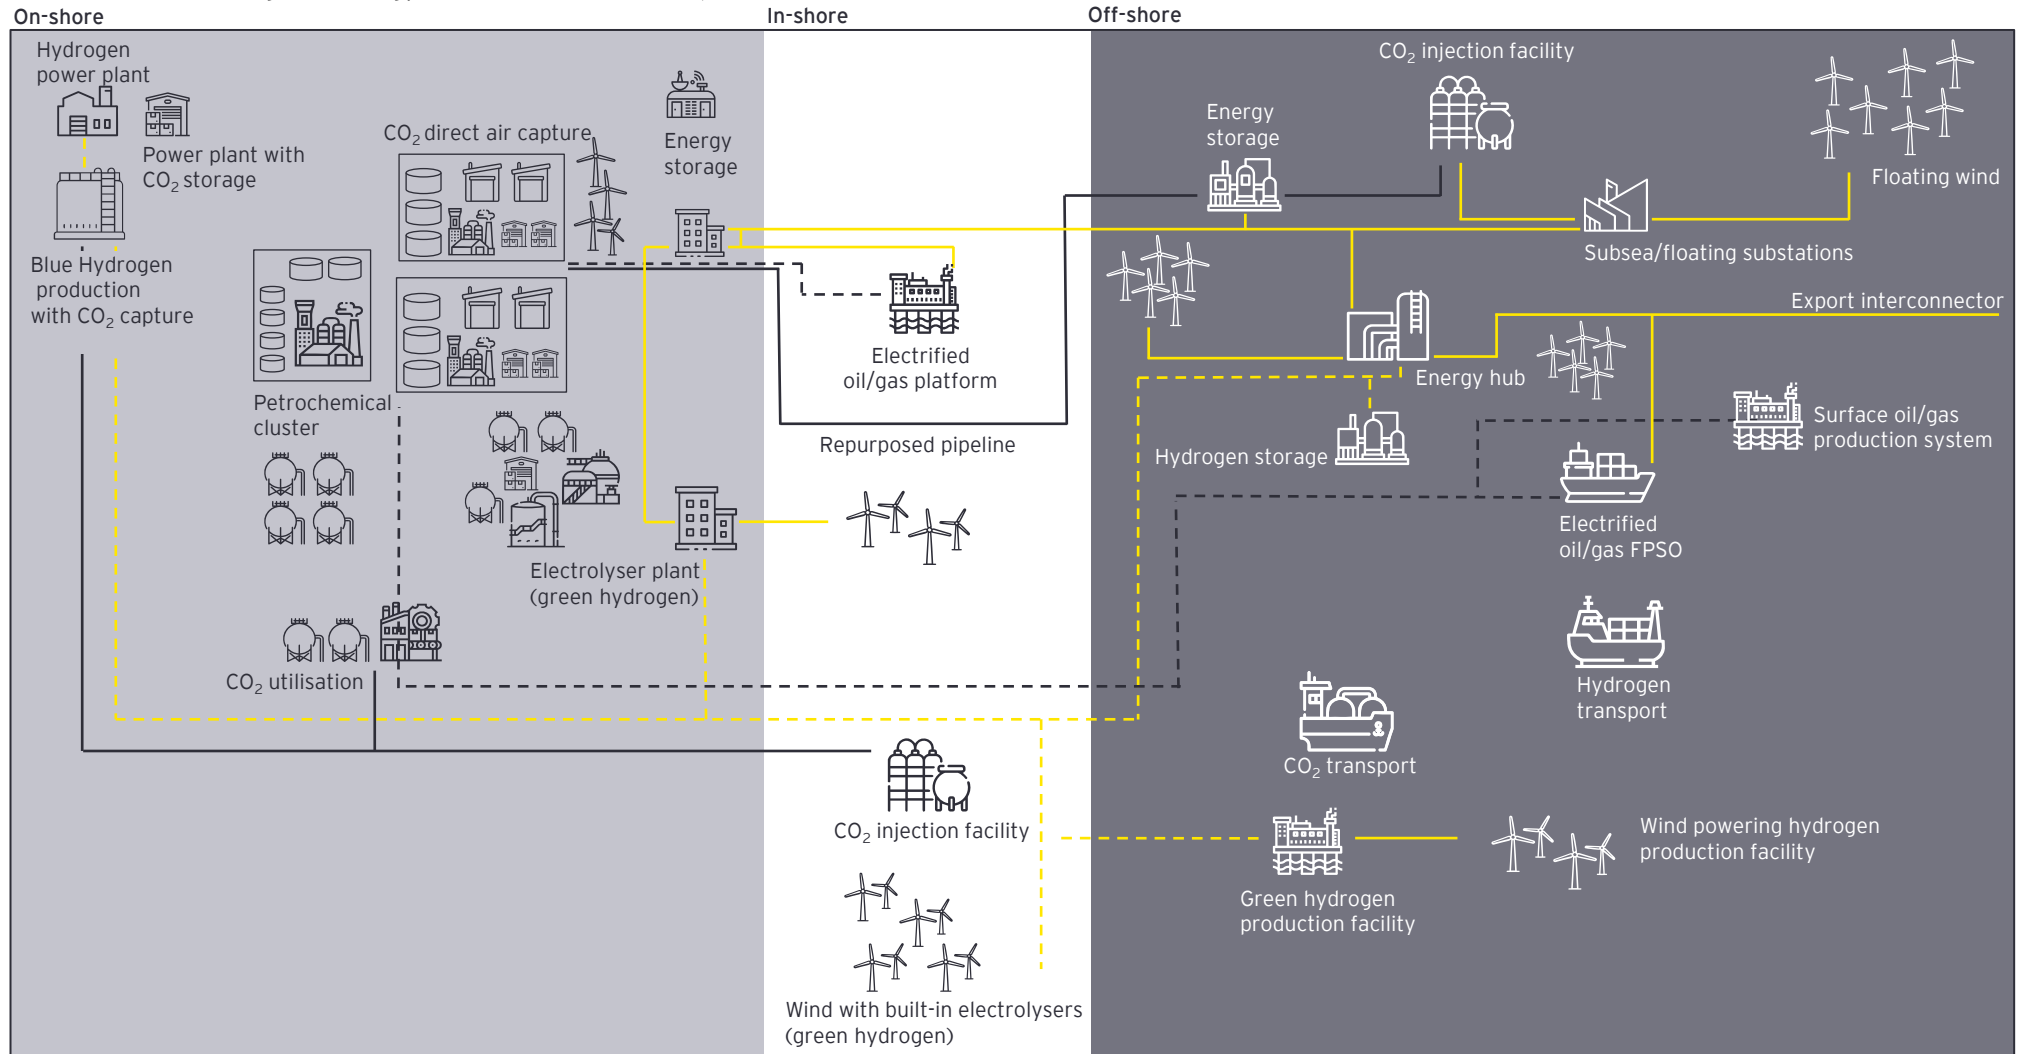 On-shore
In-shore
Off-shore
Hydrogen
power plant
Power plant with
CO₂ storage
Blue Hydrogen
production
with CO₂ capture
CO₂ direct air capture
Energy
storage
Petrochemical
cluster
Electrolyser plant
(green hydrogen)
CO₂ utilisation
Electrified
oil/gas platform
Repurposed pipeline
CO₂ injection facility
Wind with built-in electrolysers
(green hydrogen)
CO₂ injection facility
Energy
storage
Floating wind
Subsea/floating substations
Export interconnector
Energy hub
Hydrogen storage
Surface oil/gas
production system
Electrified
oil/gas FPSO
Hydrogen
transport
CO₂ transport
Wind powering hydrogen
production facility
Green hydrogen
production facility